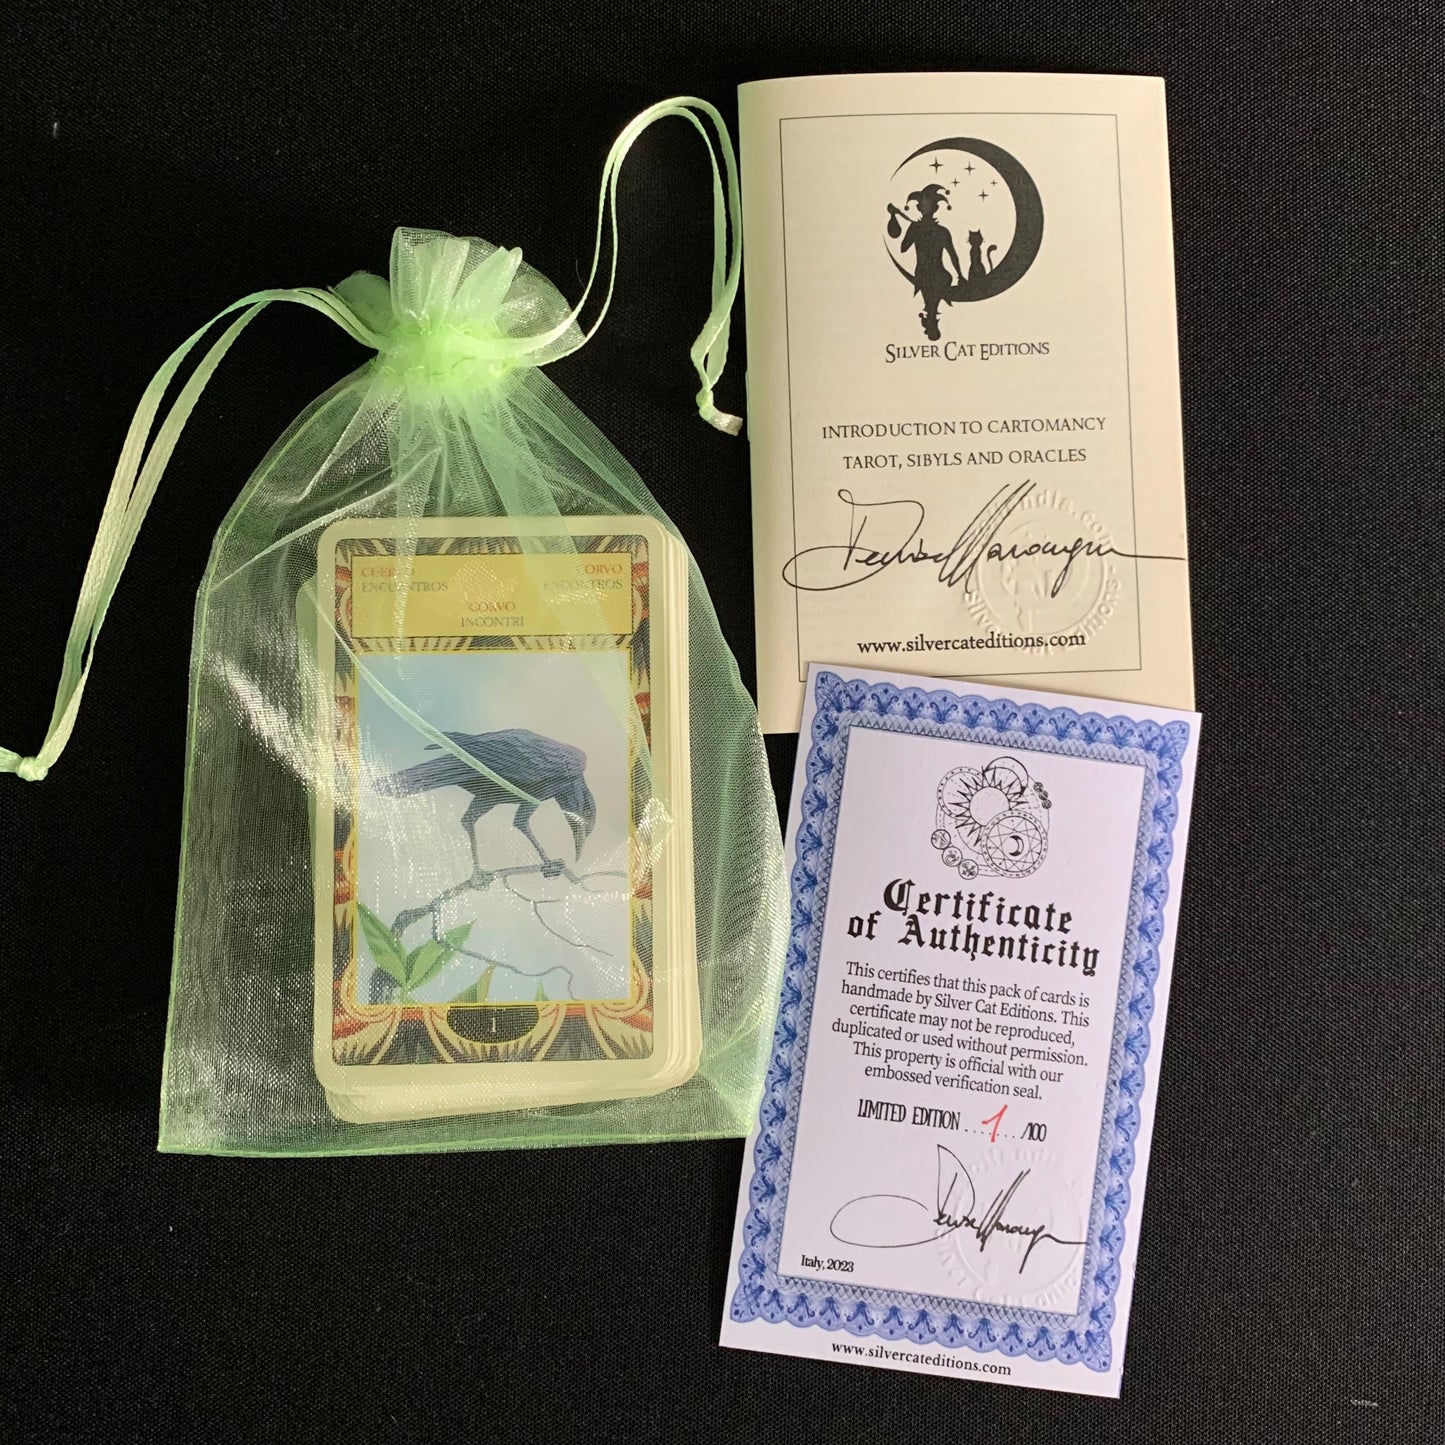 CUERVO
ENCONTROS
CORVO
ENCONTROS
CORVO
INCONTRI
1
SILVER CAT EDITIONS
INTRODUCTION TO CARTOMANCY
TAROT, SIBYLS AND ORACLES
www.silvercateditions.com
Certificate
of Authenticity
This certifies that this pack of cards is
handmade by Silver Cat Editions. This
certificate may not be reproduced,
duplicated or used without permission.
This property is official with our
embossed verification seal.
LIMITED EDITION....1..../100
Italy, 2023
www.silvercateditions.com